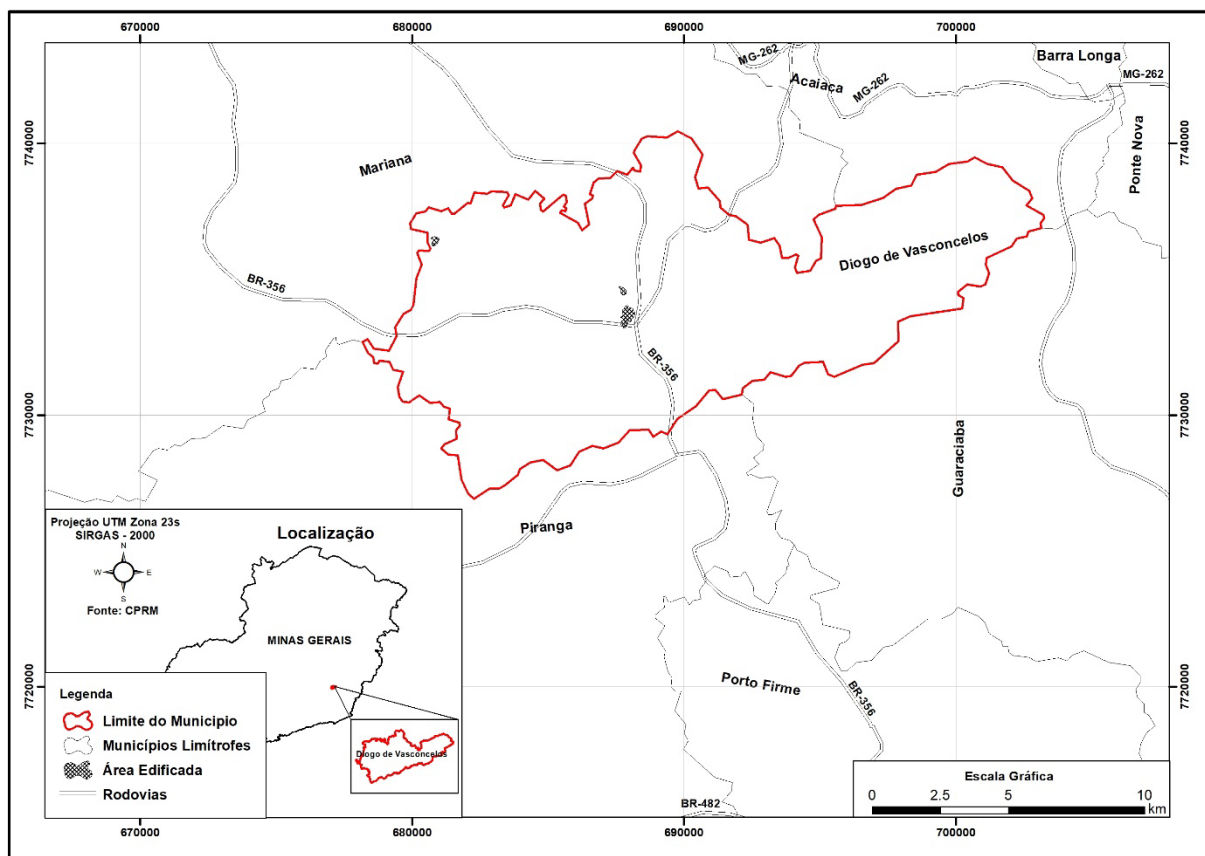 670000
680000
690000
700000
MG-262
Barra Longa
Acaiaca
MG-262
MG-262
7740000
7740000
Mariana
Ponte Nova
Diogo de Vasconcelos
BR-356
BR-356
7730000
7730000
Guaraciaba
Piranga
Projeção UTM Zona 23s
SIRGAS - 2000
N
W
E
S
Fonte: CPRM
Localização
MINAS GERAIS
Diogo de Vasconcelos
7720000
7720000
Porto Firme
BR-356
Legenda
Limite do Municipio
Municípios Limítrofes
Área Edificada
Rodovias
BR-482
Escala Gráfica
0
2.5
5
10
km
670000
680000
690000
700000